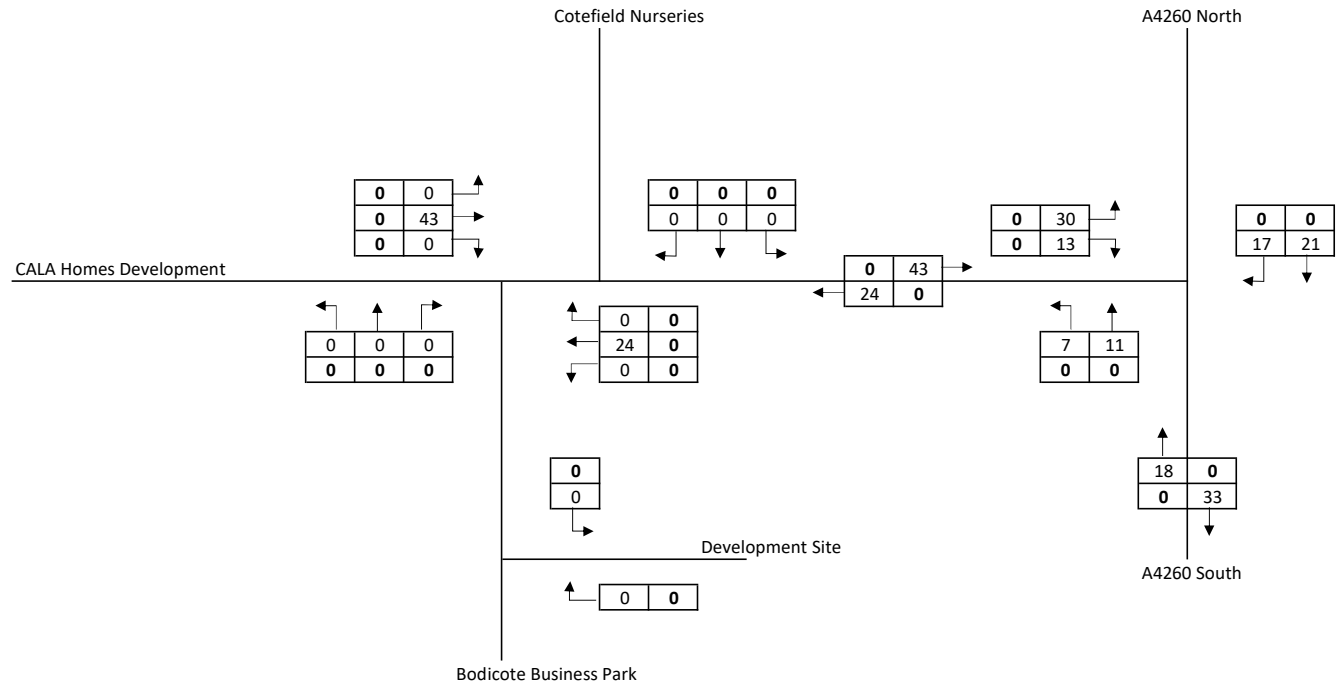 Cotefield Nurseries
A4260 North
0 0
0 43
0 0
0 0 0
0 0 0
0 30
0 13
0 0
17 21
CALA Homes Development
0 43
24 0
0 0 0
0 0 0
0 0
24 0
0 0
7 11
0 0
0
0
18 0
0 33
Development Site
A4260 South
0 0
Bodicote Business Park